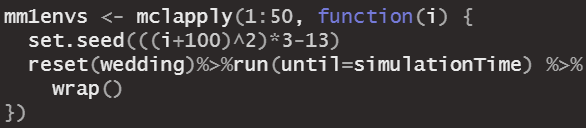 mm1envs <- mclapply(1:50, function(i) {
  set.seed(((i+100)^2)*3-13)
  reset(wedding)%>%run(until=simulationTime) %>%
    wrap()
})